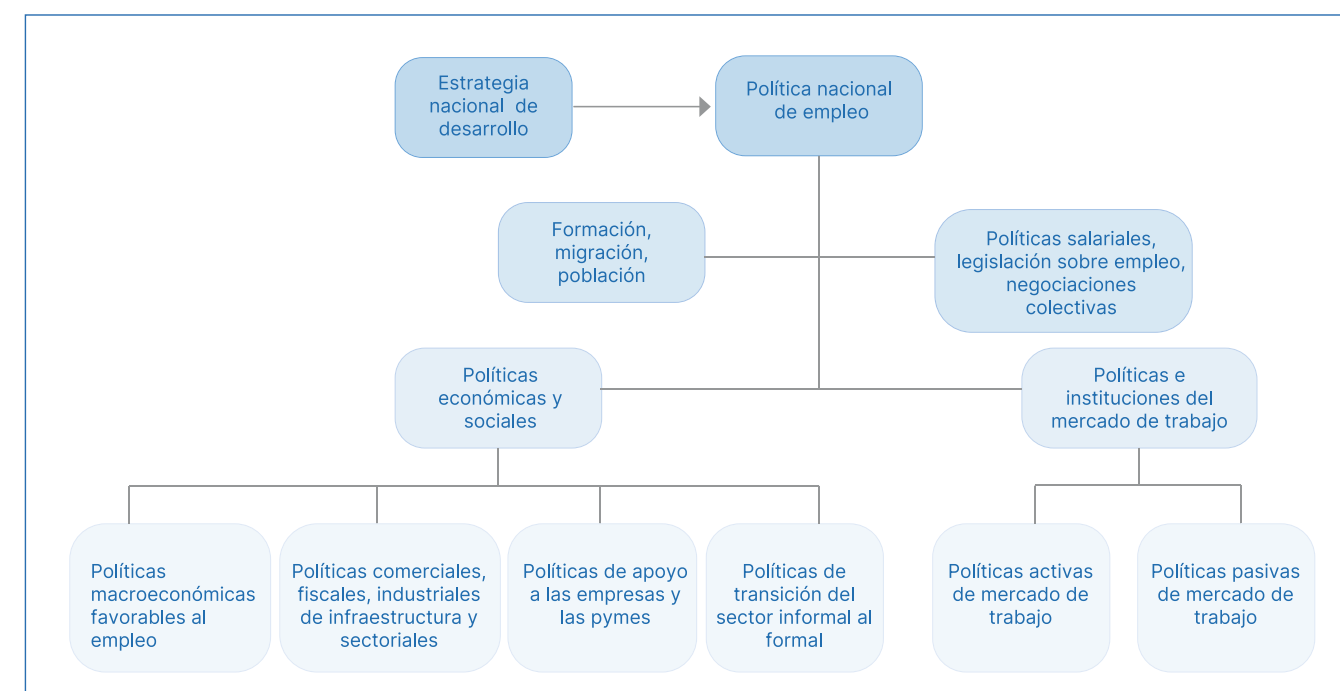 Estrategia
nacional de
desarrollo
Política nacional
de empleo
Formación,
migración,
población
Políticas salariales,
legislación sobre empleo,
negociaciones
colectivas
Políticas
económicas y
sociales
Políticas e
instituciones del
mercado de trabajo
Políticas
macroeconómicas
favorables al
empleo
Políticas comerciales,
fiscales, industriales
de infraestructura y
sectoriales
Políticas de apoyo
a las empresas y
las pymes
Políticas de
transición del
sector informal al
formal
Políticas activas
de mercado de
trabajo
Políticas pasivas
de mercado de
trabajo